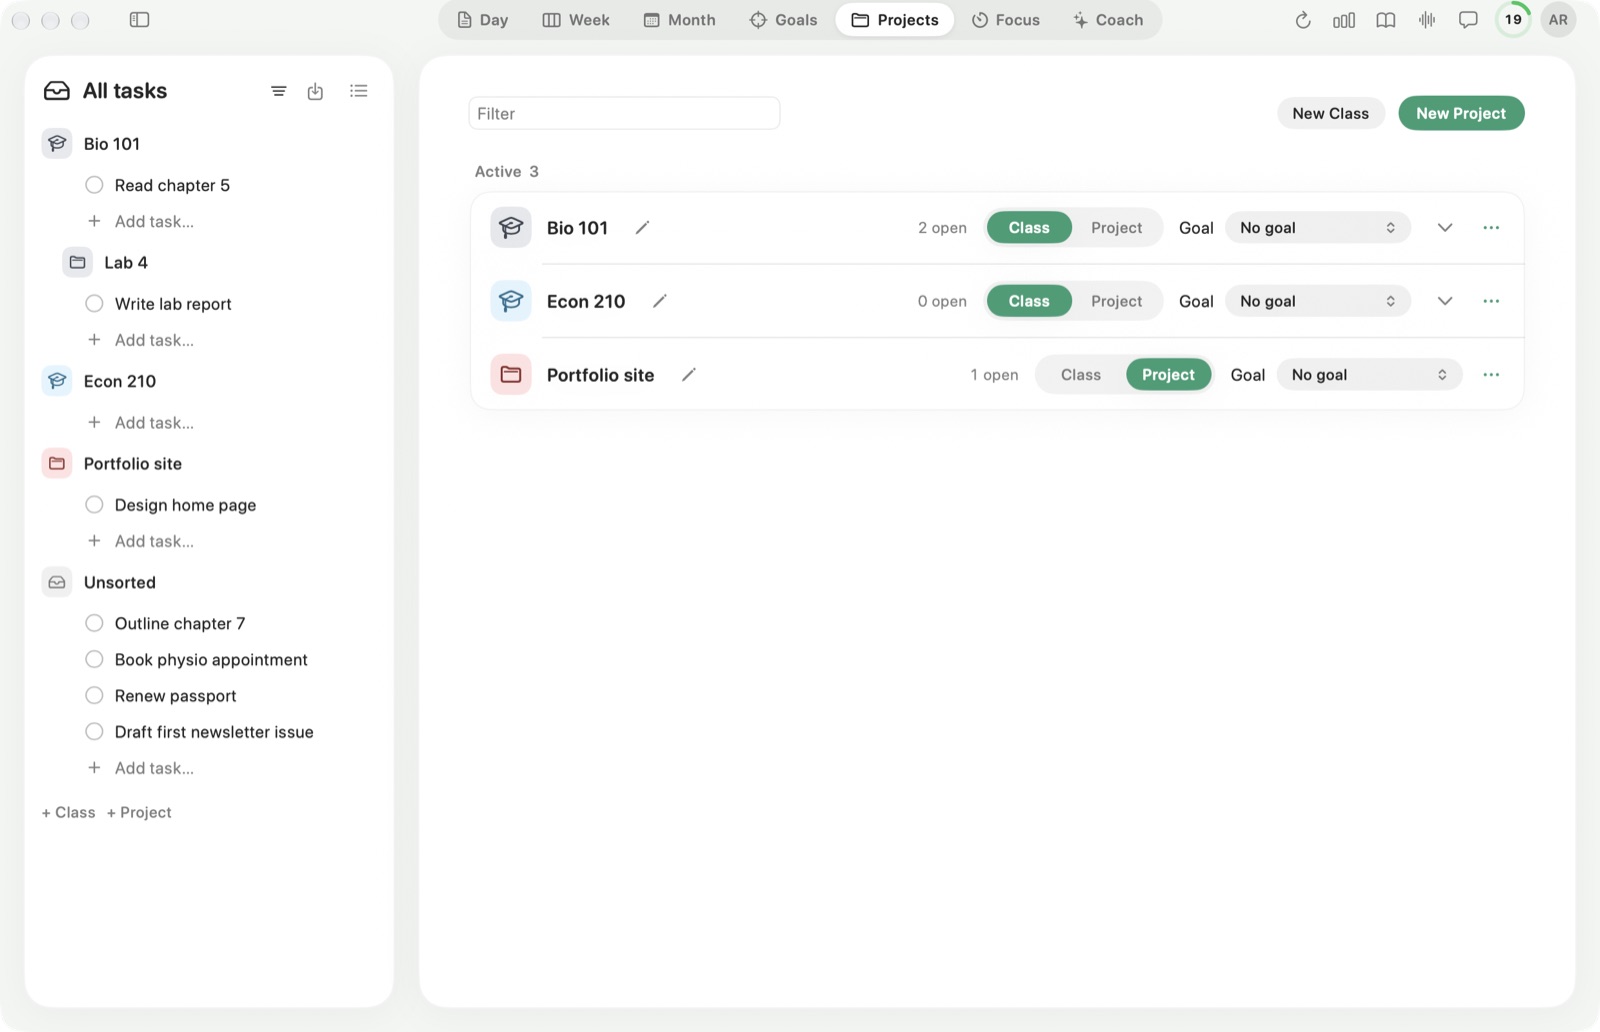 Day Week Month Goals Projects Focus Coach 19 AR
All tasks
Bio 101
Read chapter 5
+ Add task...
Lab 4
Write lab report
+ Add task...
Econ 210
+ Add task...
Portfolio site
Design home page
+ Add task...
Unsorted
Outline chapter 7
Book physio appointment
Renew passport
Draft first newsletter issue
+ Add task...
+ Class + Project
Filter New Class New Project
Active 3
Bio 101 2 open Class Project Goal No goal
Econ 210 0 open Class Project Goal No goal
Portfolio site 1 open Class Project Goal No goal